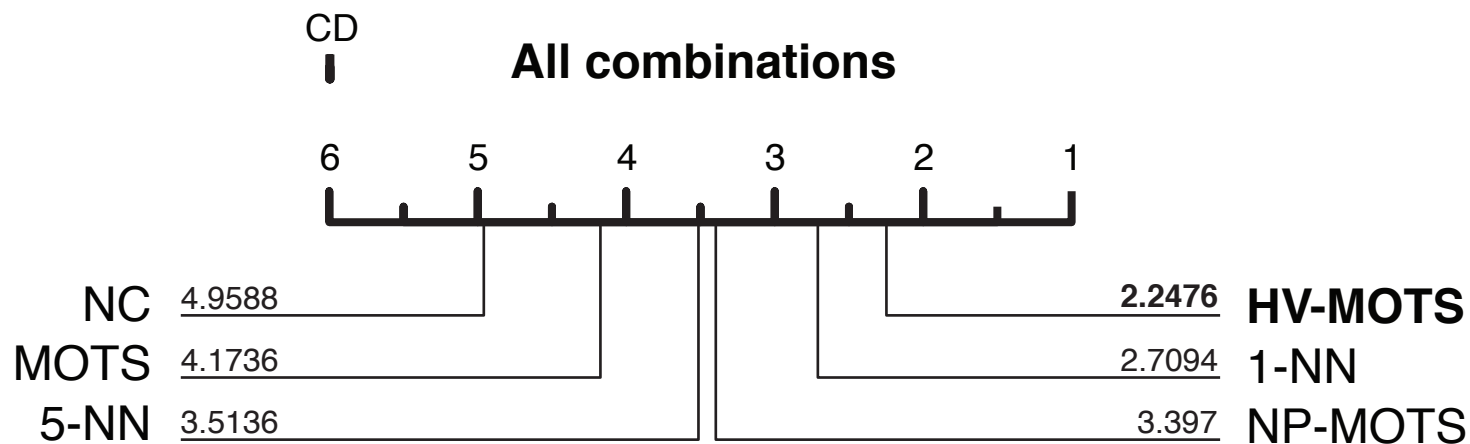 CD
All combinations
6 5 4 3 2 1
NC 4.9588 2.2476 HV-MOTS
MOTS 4.1736 2.7094 1-NN
5-NN 3.5136 3.397 NP-MOTS